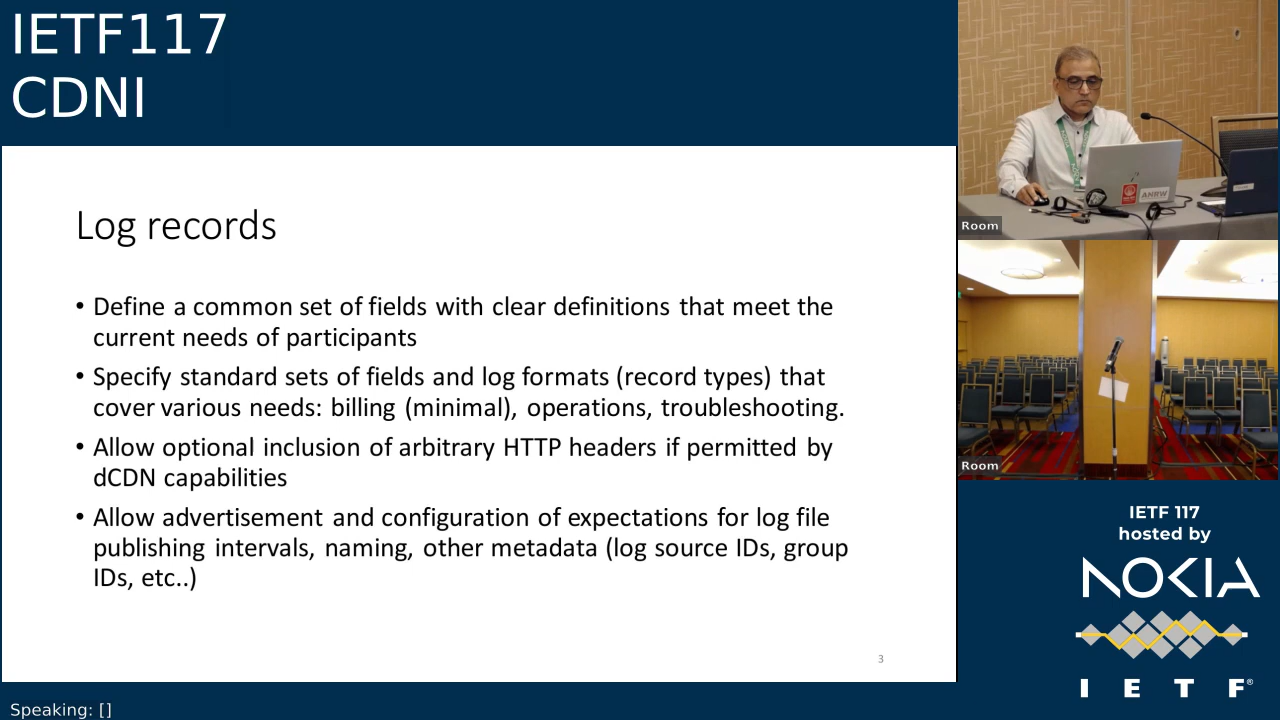 IETF117
CDNI
Log records
• Define a common set of fields with clear definitions that meet the
current needs of participants
• Specify standard sets of fields and log formats (record types) that
cover various needs: billing (minimal), operations, troubleshooting.
• Allow optional inclusion of arbitrary HTTP headers if permitted by
dCDN capabilities
• Allow advertisement and configuration of expectations for log file
publishing intervals, naming, other metadata (log source IDs, group
IDs, etc..)
3
Speaking: []
ANRW
Room
Room
IETF 117
hosted by
NOKIA
I E T F®